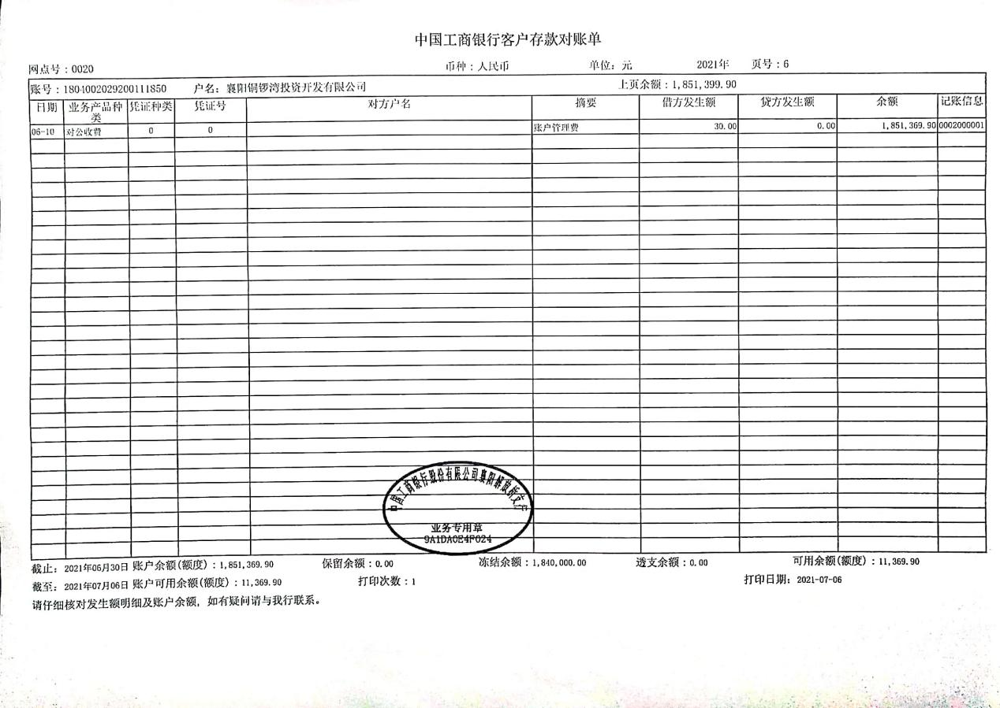 中国工商银行客户存款对账单
网点号：0020 币种：人民币 单位：元 2021年 页号：6
账号：1804002029200111850 户名：襄阳铜锣湾投资开发有限公司 上页余额：1,851,399.90
日期 业务产品种类 凭证种类 凭证号 对方户名 摘要 借方发生额 贷方发生额 余额 记账信息
06-10 对公收费 0 0 账户管理费 30.00 0.00 1,851,369.90 0002000001
中国工商银行股份有限公司襄阳解放桥支行
业务专用章
9A1DA0E4F024
截止：2021年06月30日 账户余额(额度)：1,851,369.90 保留余额：0.00 冻结余额：1,840,000.00 透支余额：0.00 可用余额(额度)：11,369.90
截至：2021年07月06日 账户可用余额(额度)：11,369.90 打印次数：1 打印日期：2021-07-06
请仔细核对发生额明细及账户余额，如有疑问请与我行联系。